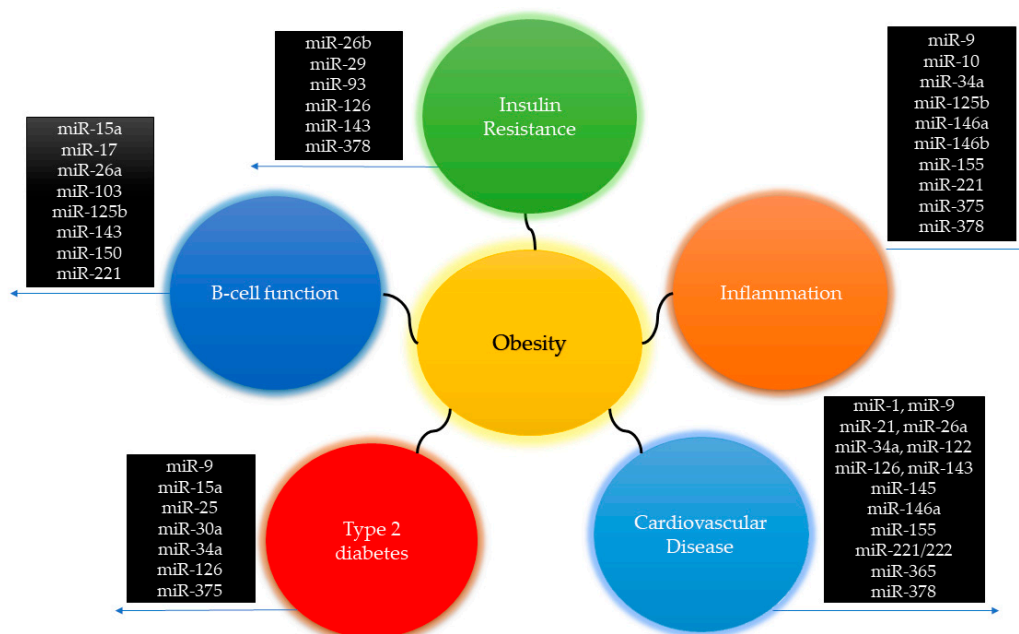 miR-26b
miR-29
miR-93
miR-126
miR-143
miR-378
Insulin
Resistance
miR-9
miR-10
miR-34a
miR-125b
miR-146a
miR-146b
miR-155
miR-221
miR-375
miR-378
miR-15a
miR-17
miR-26a
miR-103
miR-125b
miR-143
miR-150
miR-221
B-cell function
Inflammation
Obesity
miR-9
miR-15a
miR-25
miR-30a
miR-34a
miR-126
miR-375
Type 2
diabetes
Cardiovascular
Disease
miR-1, miR-9
miR-21, miR-26a
miR-34a, miR-122
miR-126, miR-143
miR-145
miR-146a
miR-155
miR-221/222
miR-365
miR-378